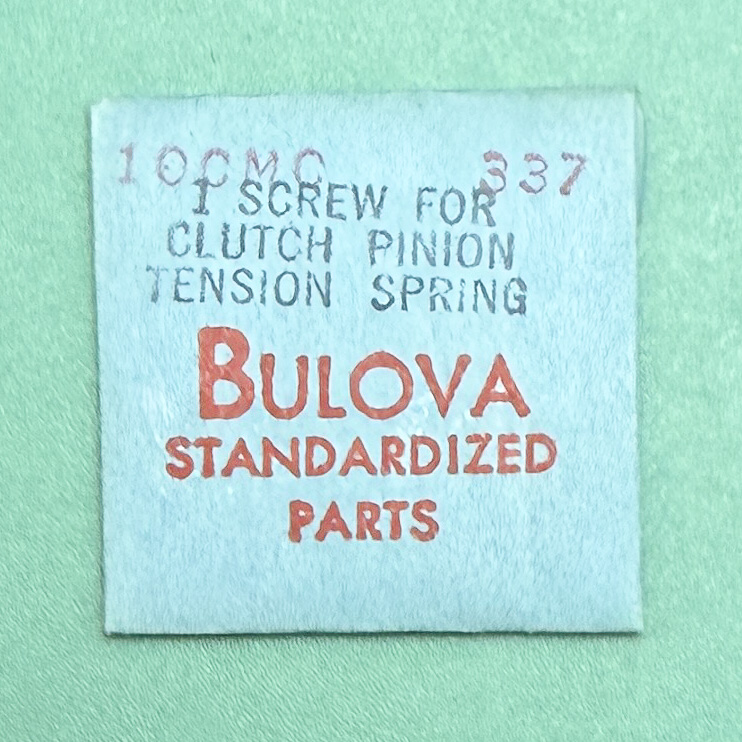 10CMC 337
1 SCREW FOR
CLUTCH PINION
TENSION SPRING
BULOVA
STANDARDIZED
PARTS